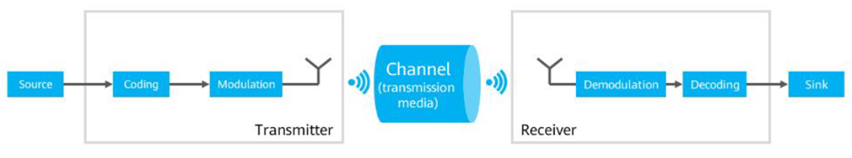 Source
Coding
Modulation
Transmitter
Channel
(transmission
media)
Demodulation
Decoding
Receiver
Sink